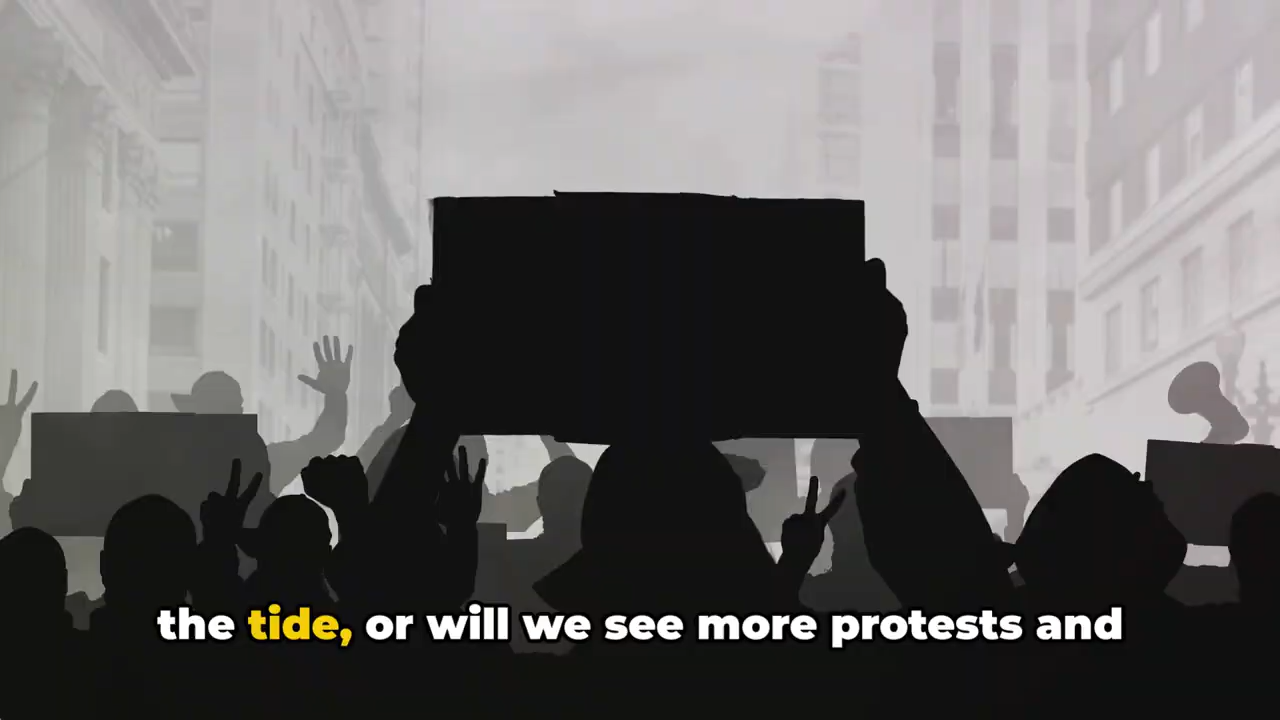 the tide, or will we see more protests and